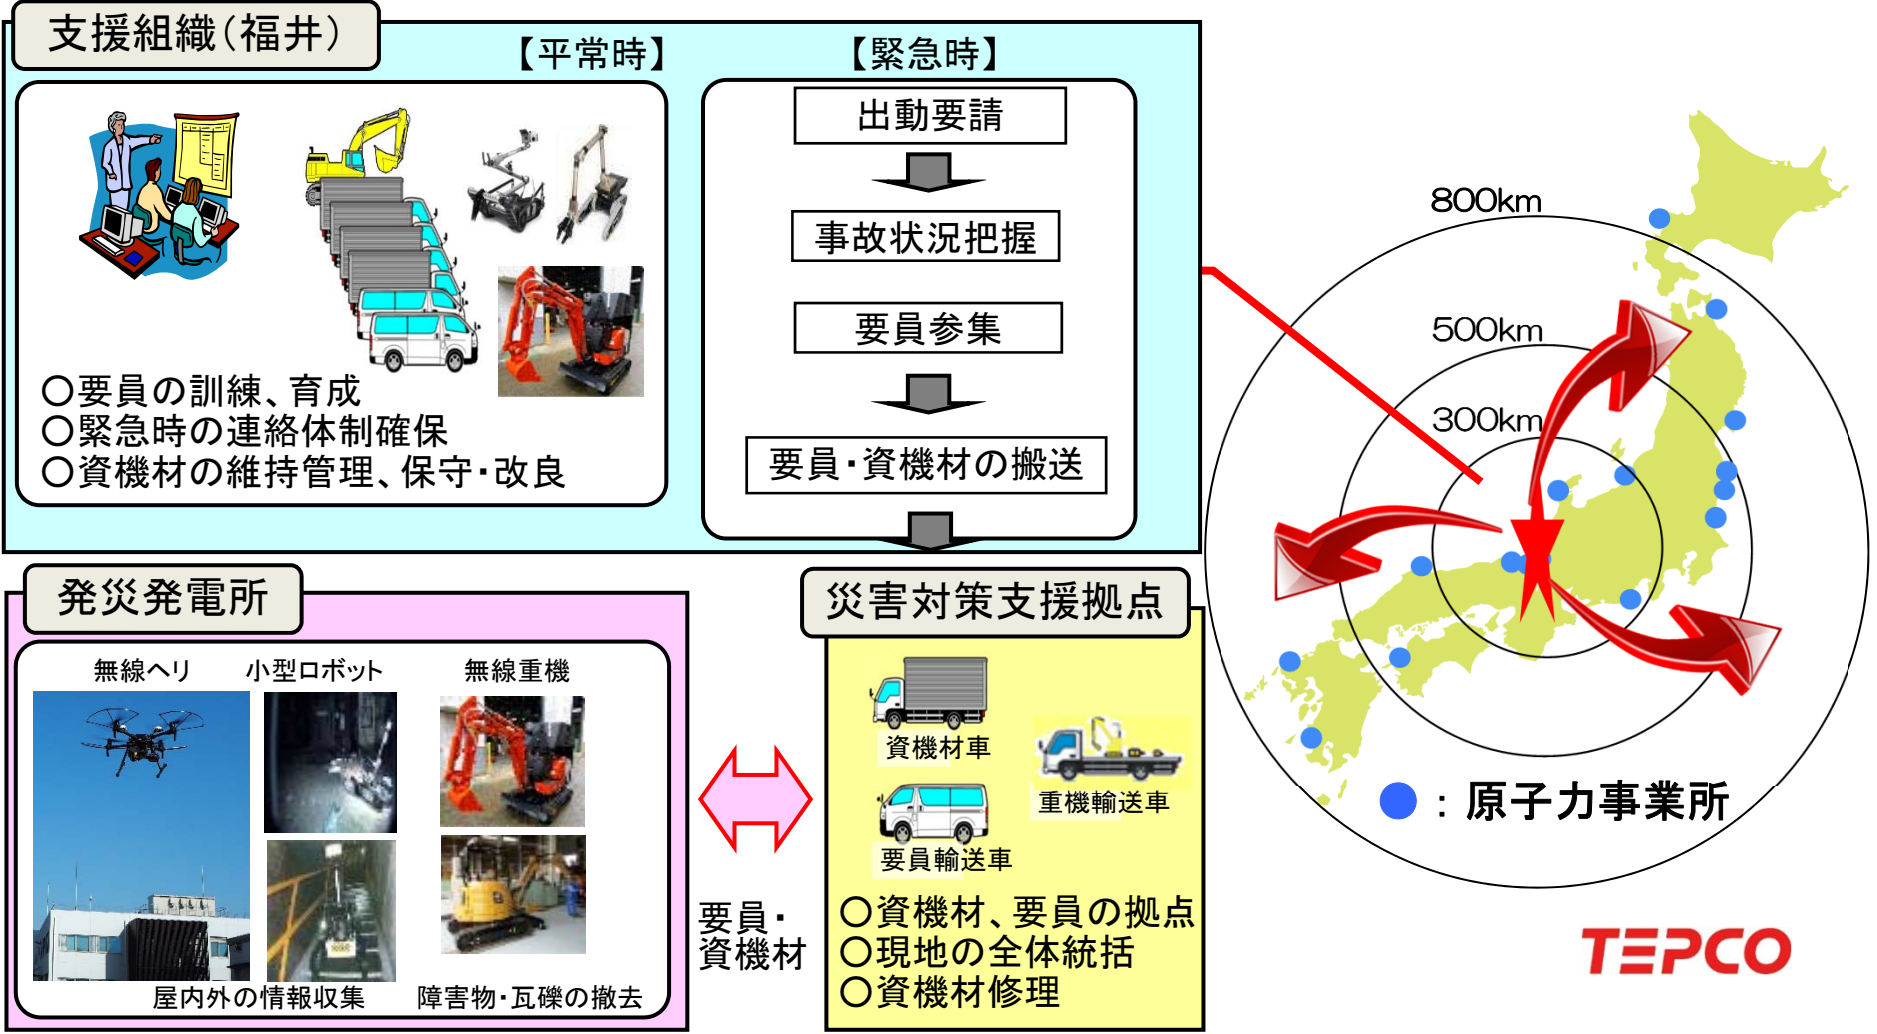 支援組織(福井)
【平常時】
○要員の訓練、育成
○緊急時の連絡体制確保
○資機材の維持管理、保守・改良
【緊急時】
出動要請
事故状況把握
要員参集
要員・資機材の搬送
800km
500km
300km
●:原子力事業所
発災発電所
無線ヘリ
小型ロボット
無線重機
屋内外の情報収集
障害物・瓦礫の撤去
要員・
資機材
災害対策支援拠点
資機材車
重機輸送車
要員輸送車
○資機材、要員の拠点
○現地の全体統括
○資機材修理
TEPCO